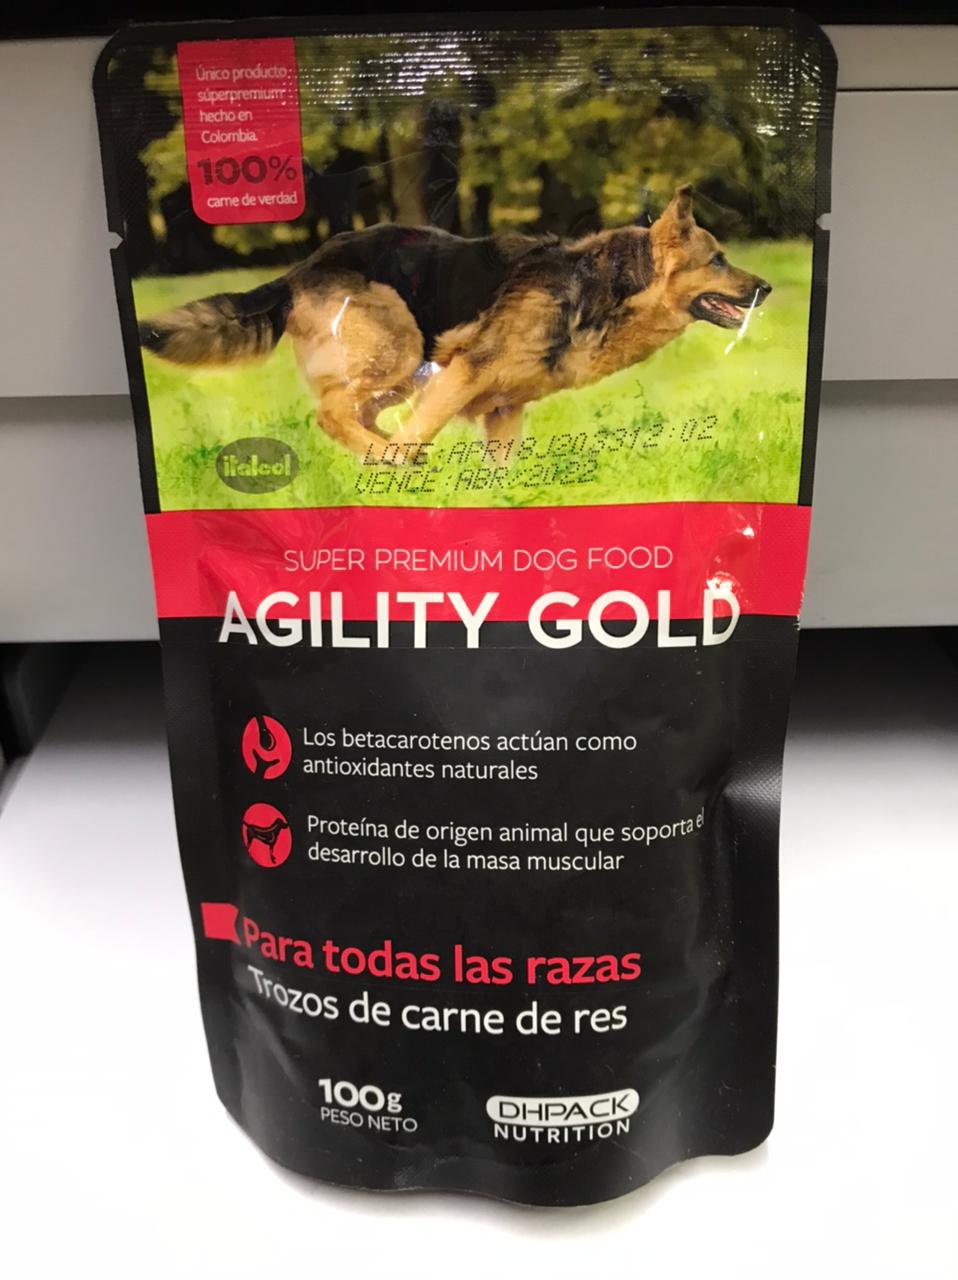 Único producto
súperpremium
hecho en
Colombia.
100%
carne de verdad
italcol
LOTE:APR18J202312:02
VENCE:ABR/2022
SUPER PREMIUM DOG FOOD
AGILITY GOLD
Los betacarotenos actúan como
antioxidantes naturales
Proteína de origen animal que soporta el
desarrollo de la masa muscular
Para todas las razas
Trozos de carne de res
100g
PESO NETO
DHPACK
NUTRITION